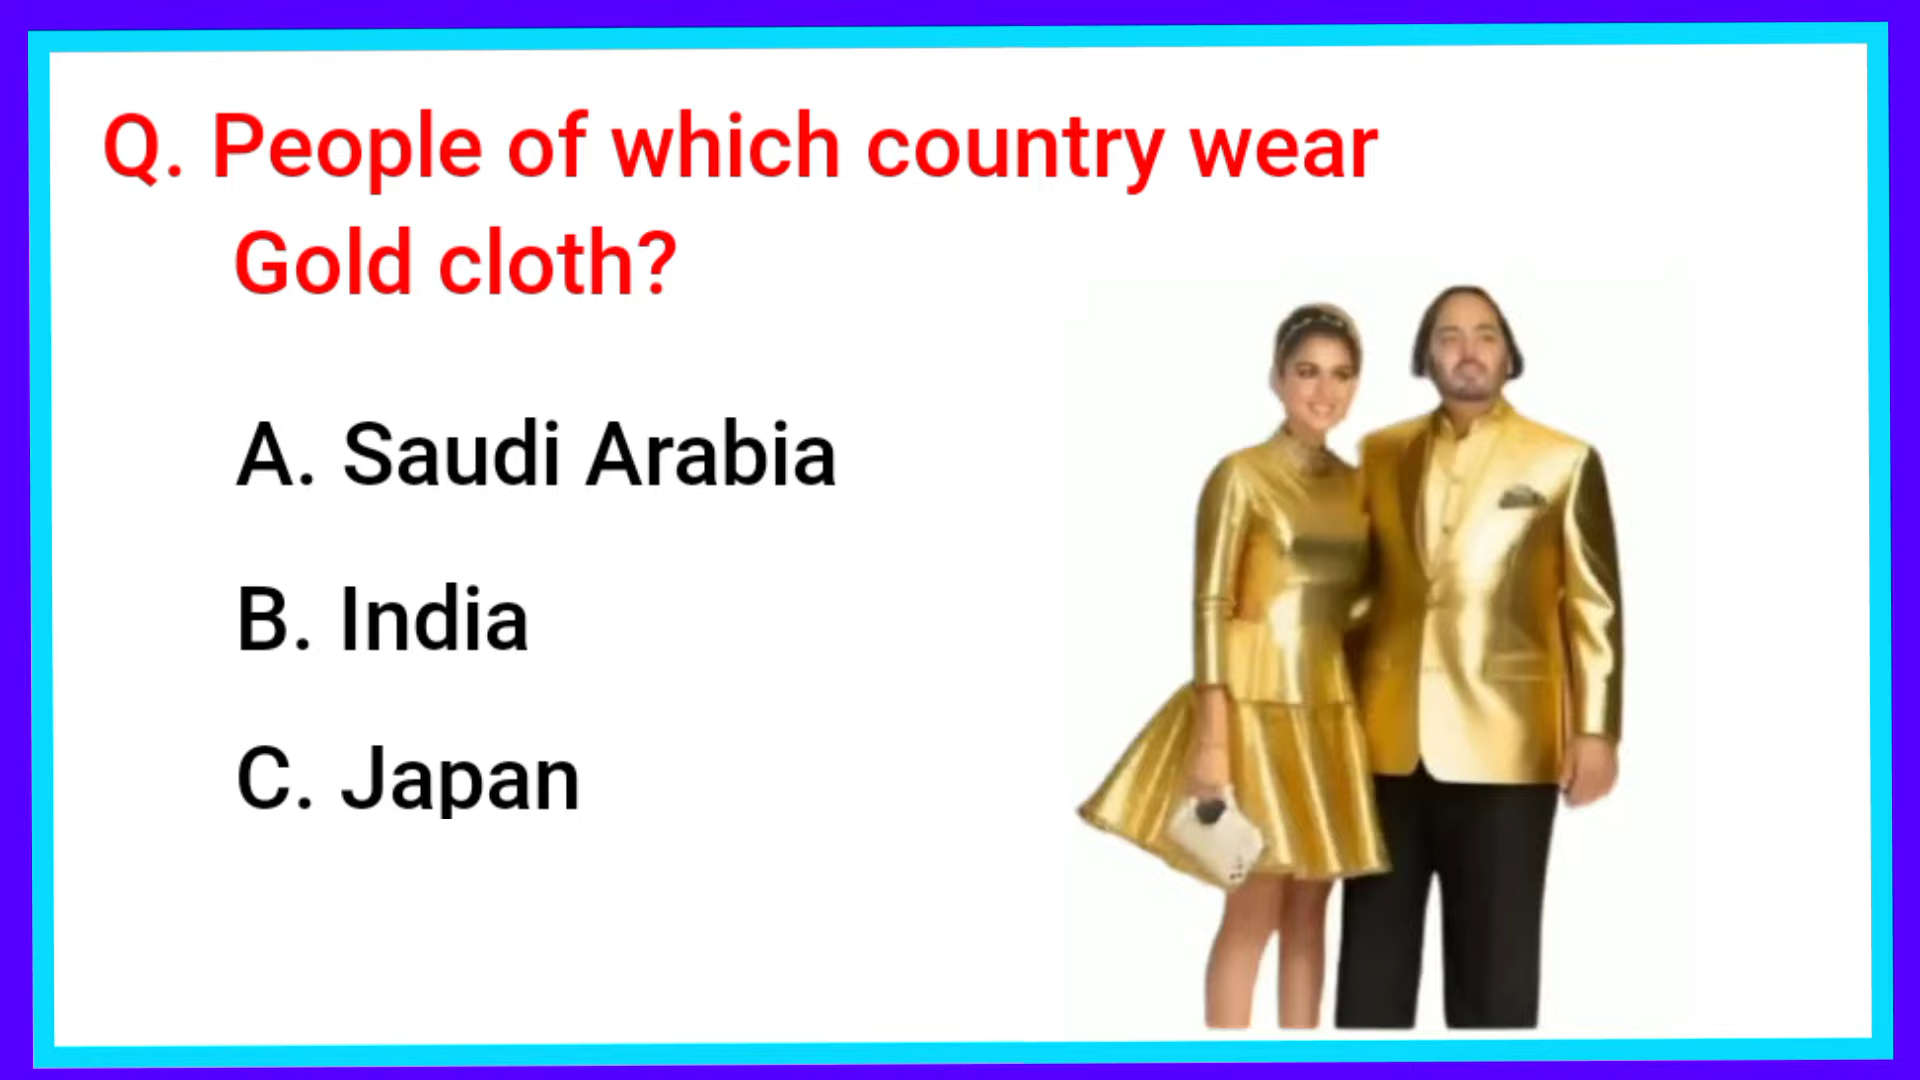 Q. People of which country wear
Gold cloth?
A. Saudi Arabia
B. India
C. Japan